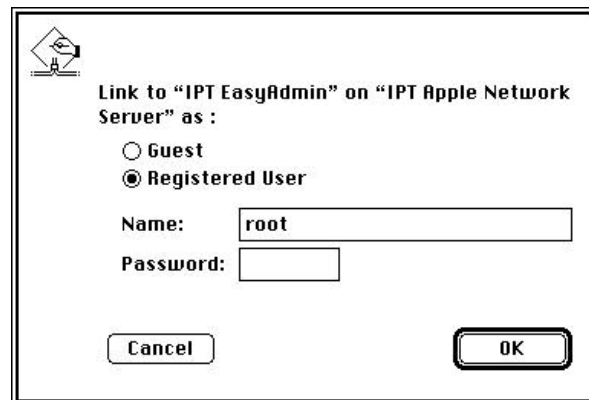 Link to “IPT EasyAdmin” on “IPT Apple Network
Server” as :
Guest
Registered User
Name: root
Password:
Cancel OK